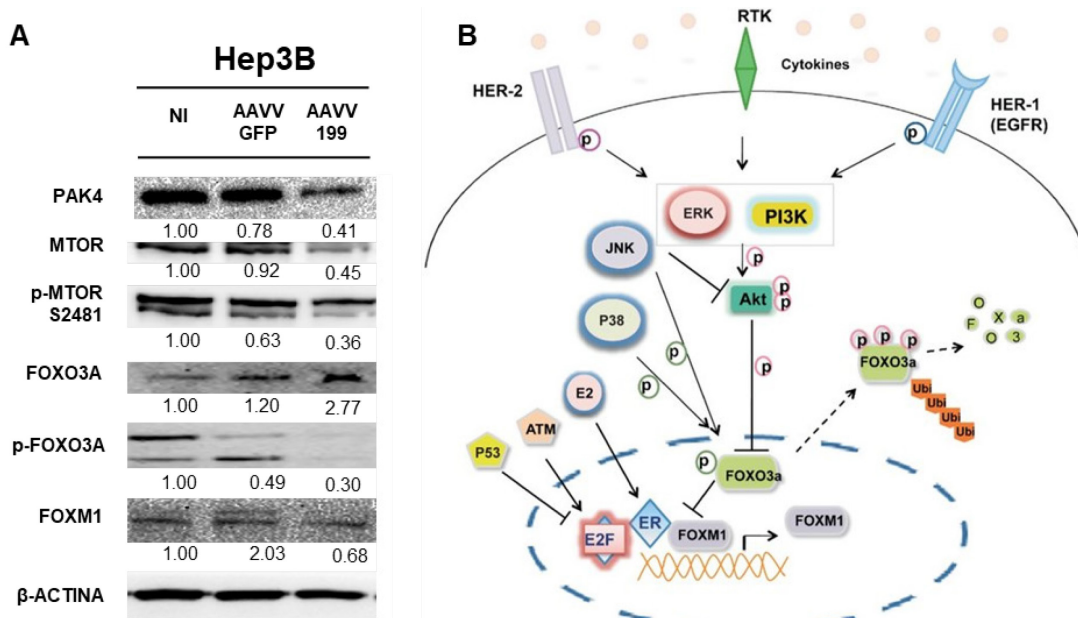 A
Hep3B
NI
AAVV
GFP
AAVV
199
PAK4
1.00 0.78 0.41
MTOR
1.00 0.92 0.45
p-MTOR
S2481
1.00 0.63 0.36
FOXO3A
1.00 1.20 2.77
p-FOXO3A
1.00 0.49 0.30
FOXM1
1.00 2.03 0.68
β-ACTINA
B
RTK
Cytokines
HER-2
HER-1
(EGFR)
p
p
ERK
PI3K
JNK
p
Akt
p
p
P38
p
p
p
E2
ATM
P53
p
FOXO3a
p p p
FOXO3a
Ubi
Ubi
Ubi
Ubi
F
O
X
O
a
3
E2F
ER
FOXM1
FOXM1